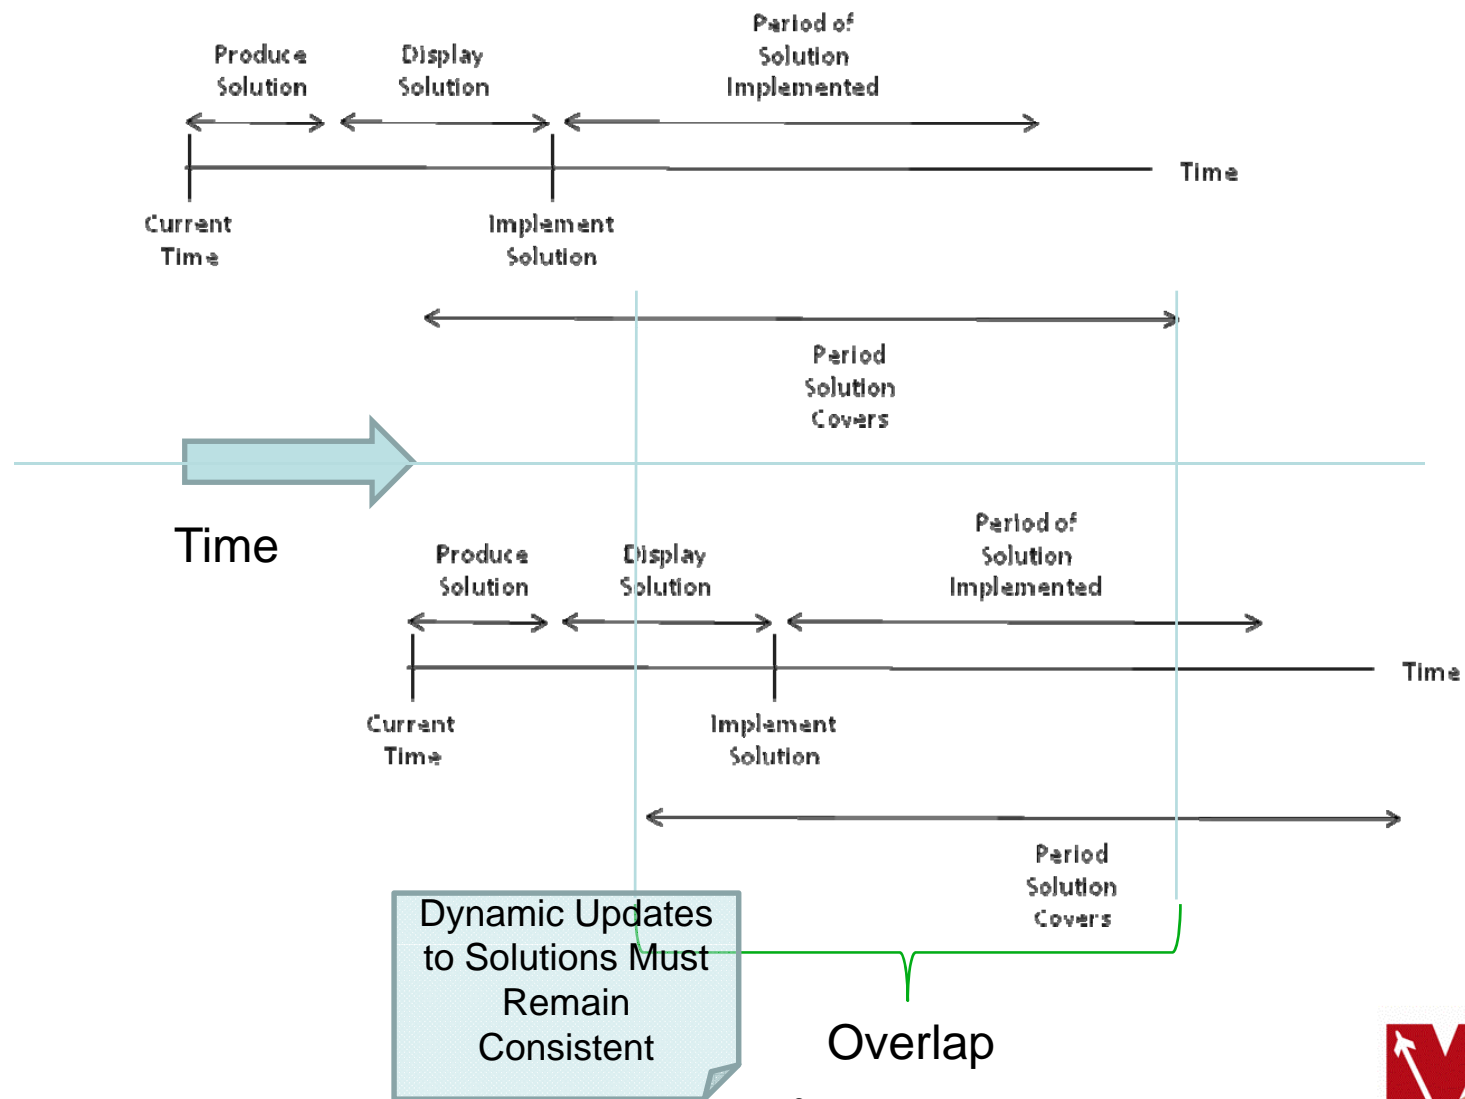 Period of
Solution
Implemented
Produce
Solution
Display
Solution
Time
Current
Time
Implement
Solution
Period
Solution
Covers
Time
Period of
Solution
Implemented
Produce
Solution
Display
Solution
Time
Current
Time
Implement
Solution
Period
Solution
Covers
Dynamic Updates
to Solutions Must
Remain
Consistent
Overlap